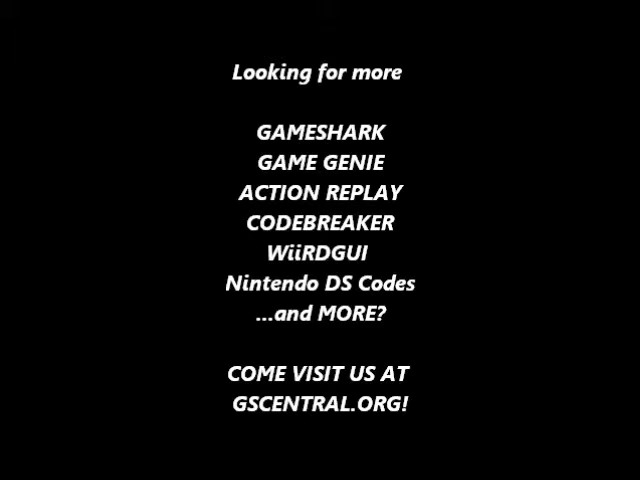 Looking for more
GAMESHARK
GAME GENIE
ACTION REPLAY
CODEBREAKER
WiiRDGUI
Nintendo DS Codes
...and MORE?
COME VISIT US AT
GSCENTRAL.ORG!